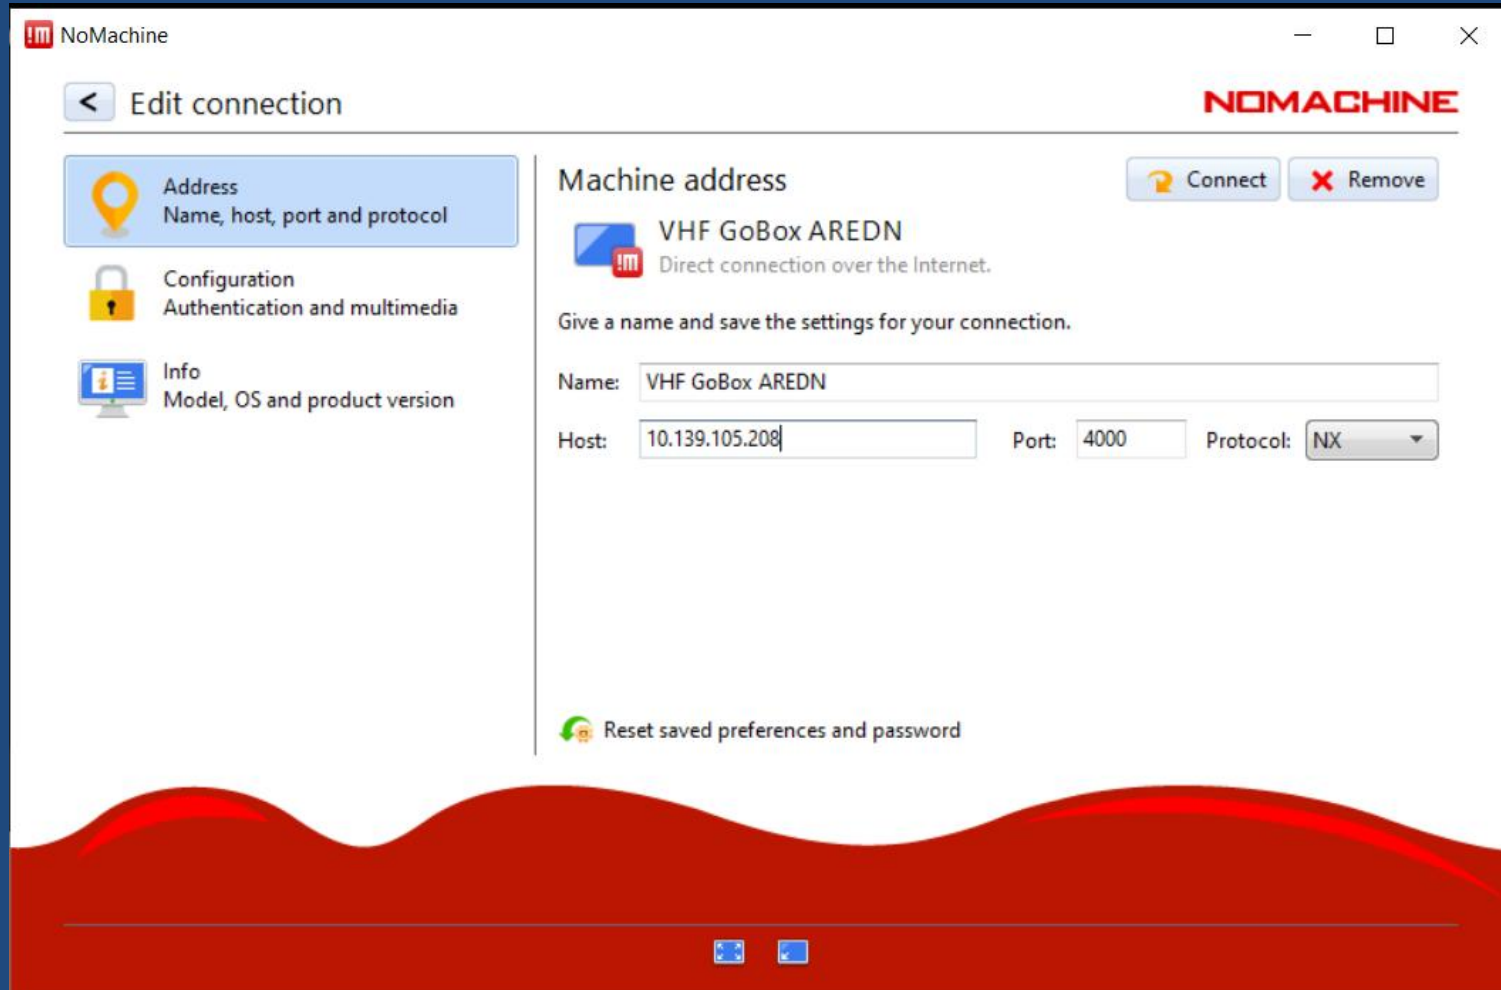 NoMachine
Edit connection
NOMACHINE
Address
Name, host, port and protocol
Configuration
Authentication and multimedia
Info
Model, OS and product version
Machine address
Connect
Remove
VHF GoBox AREDN
Direct connection over the Internet.
Give a name and save the settings for your connection.
Name: VHF GoBox AREDN
Host: 10.139.105.208 Port: 4000 Protocol: NX
Reset saved preferences and password